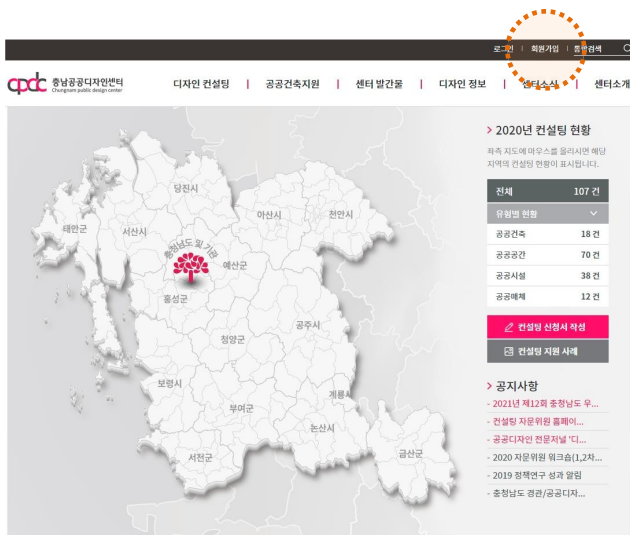 로그인 | 회원가입 | 통합검색
cpdc 충남공공디자인센터
Chungnam public design center
디자인 컨설팅 | 공공건축지원 | 센터 발간물 | 디자인 정보 | 센터소식 | 센터소개
> 2020년 컨설팅 현황
좌측 지도에 마우스를 올리시면 해당
지역의 컨설팅 현황이 표시됩니다.
전체 107 건
유형별 현황
공공건축 18 건
공공공간 70 건
공공시설 38 건
공공매체 12 건
컨설팅 신청서 작성
컨설팅 지원 사례
> 공지사항
- 2021년 제12회 충청남도 우...
- 컨설팅 자문위원 홈페이...
- 공공디자인 전문저널 '디...
- 2020 자문위원 워크숍(1,2차...
- 2019 정책연구 성과 알림
- 충청남도 경관/공공디자...
당진시
아산시
천안시
태안군
서산시
충청남도 및 기관
예산군
홍성군
공주시
청양군
보령시
계룡시
부여군
논산시
서천군
금산군